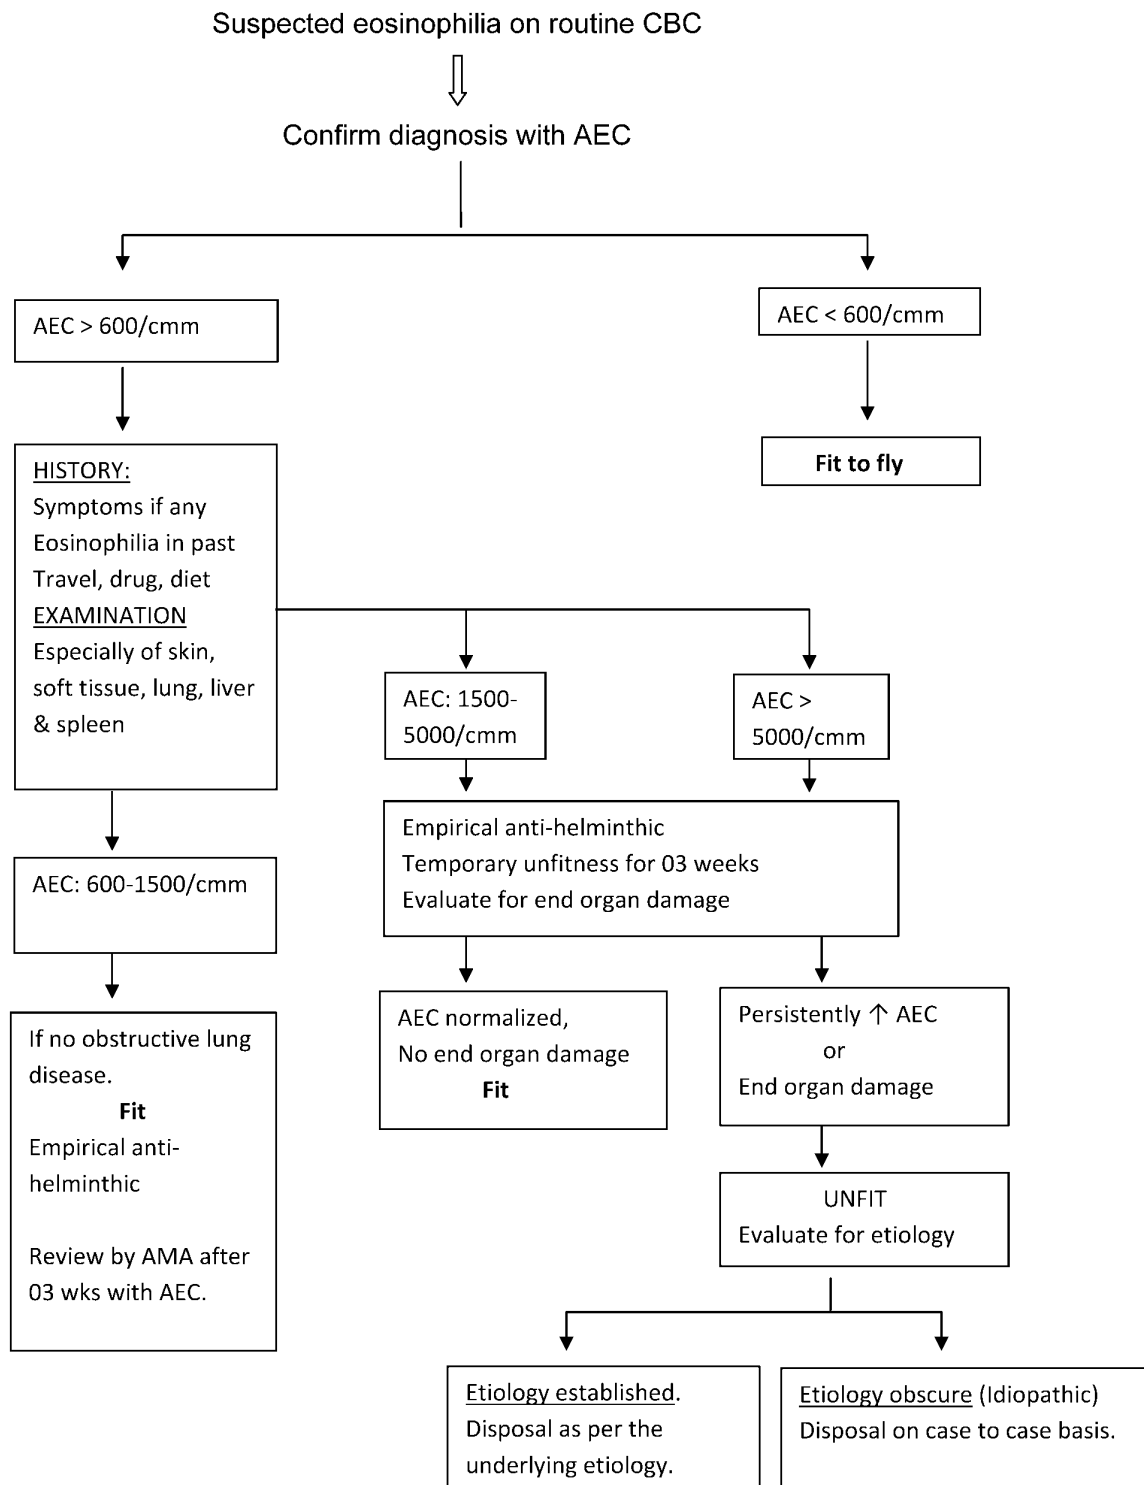 Suspected eosinophilia on routine CBC
Confirm diagnosis with AEC
AEC > 600/cmm
AEC < 600/cmm
Fit to fly
HISTORY:
Symptoms if any
Eosinophilia in past
Travel, drug, diet
EXAMINATION
Especially of skin,
soft tissue, lung, liver
& spleen
AEC: 1500-
5000/cmm
AEC >
5000/cmm
Empirical anti-helminthic
Temporary unfitness for 03 weeks
Evaluate for end organ damage
AEC: 600-1500/cmm
If no obstructive lung
disease.
Fit
Empirical anti-
helminthic
Review by AMA after
03 wks with AEC.
AEC normalized,
No end organ damage
Fit
Persistently ↑ AEC
or
End organ damage
UNFIT
Evaluate for etiology
Etiology established.
Disposal as per the
underlying etiology.
Etiology obscure (Idiopathic)
Disposal on case to case basis.